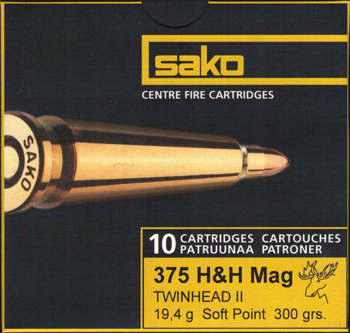 sako
CENTRE FIRE CARTRIDGES
SAKO
10 CARTRIDGES CARTOUCHES
PATRUUNAA PATRONER
375 H&H Mag
TWINHEAD II
19,4 g Soft Point 300 grs.